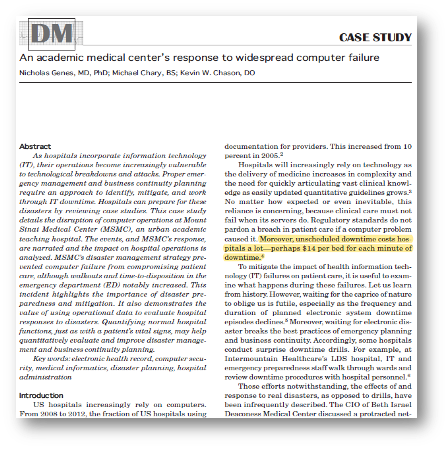 DM
CASE STUDY
An academic medical center's response to widespread computer failure
Nicholas Genes, MD, PhD; Michael Chary, BS; Kevin W. Chason, DO
Abstract
As hospitals incorporate information technology
(IT), their operations become increasingly vulnerable
to technological breakdowns and attacks. Proper emer-
gency management and business continuity planning
require an approach to identify, mitigate, and work
through IT downtime. Hospitals can prepare for these
disasters by reviewing case studies. This case study
details the disruption of computer operations at Mount
Sinai Medical Center (MSMC), an urban academic
teaching hospital. The events, and MSMC's response,
are narrated and the impact on hospital operations is
analyzed. MSMC's disaster management strategy pre-
vented computer failure from compromising patient
care, although walkouts and time-to-disposition in the
emergency department (ED) notably increased. This
incident highlights the importance of disaster pre-
paredness and mitigation. It also demonstrates the
value of using operational data to evaluate hospital
responses to disasters. Quantifying normal hospital
functions, just as with a patient's vital signs, may help
quantitatively evaluate and improve disaster manage-
ment and business continuity planning.
Key words: electronic health record, computer secu-
rity, medical informatics, disaster planning, hospital
administration
Introduction
US hospitals increasingly rely on computers.
From 2008 to 2012, the fraction of US hospitals using
documentation for providers. This increased from 10
percent in 2005.2
Hospitals will increasingly rely on technology as
the delivery of medicine increases in complexity and
the need for quickly articulating vast clinical knowl-
edge as easily updated quantitative guidelines grows.3
No matter how expected or even inevitable, this
reliance is concerning, because clinical care must not
fail when its servers do. Regulatory standards do not
pardon a breach in patient care if a computer problem
caused it. Moreover, unscheduled downtime costs hos-
pitals a lot—perhaps $14 per bed for each minute of
downtime.4
To mitigate the impact of health information tech-
nology (IT) failures on patient care, it is useful to exam-
ine what happens during these failures. Let us learn
from history. However, waiting for the caprice of nature
to oblige us is futile, especially as the frequency and
duration of planned electronic system downtime
episodes declines. Moreover, waiting for electronic dis-
aster breaks the best practices of emergency planning
and business continuity. Accordingly, some hospitals
conduct surprise downtime drills. For example, at
Intermountain Healthcare's LDS hospital, IT and
emergency preparedness staff walk through wards and
review downtime procedures with hospital personnel.
These efforts notwithstanding, the effects of and
response to real disasters, as opposed to drills, have
been infrequently described. The CIO of Beth Israel
Deaconess Medical Center discussed a protracted net-